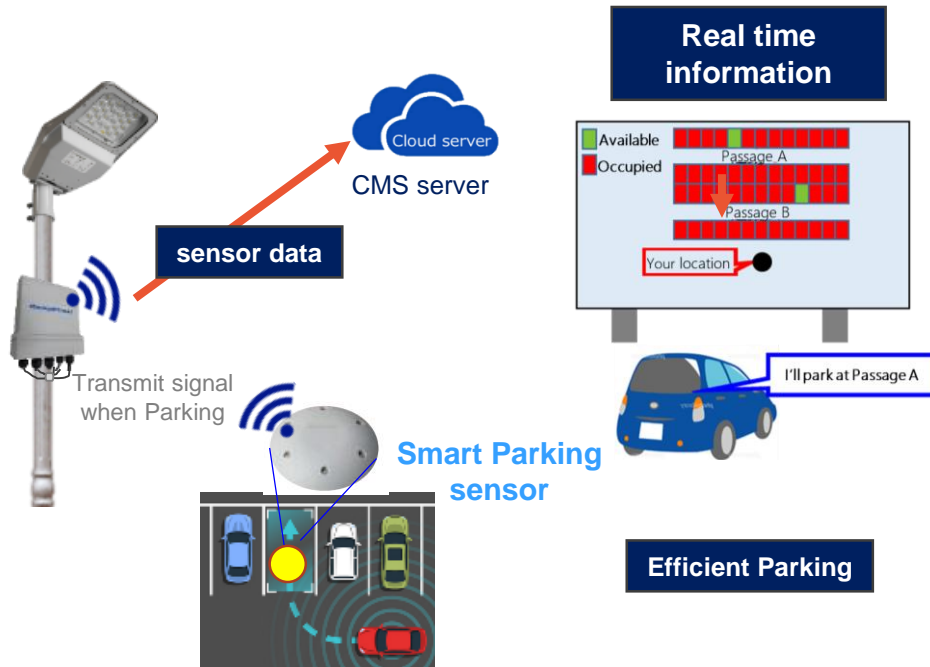 Real time
information
Cloud server
CMS server
sensor data
Available
Occupied
Passage A
Passage B
Your location
I'll park at Passage A
Transmit signal
when Parking
Smart Parking
sensor
Efficient Parking